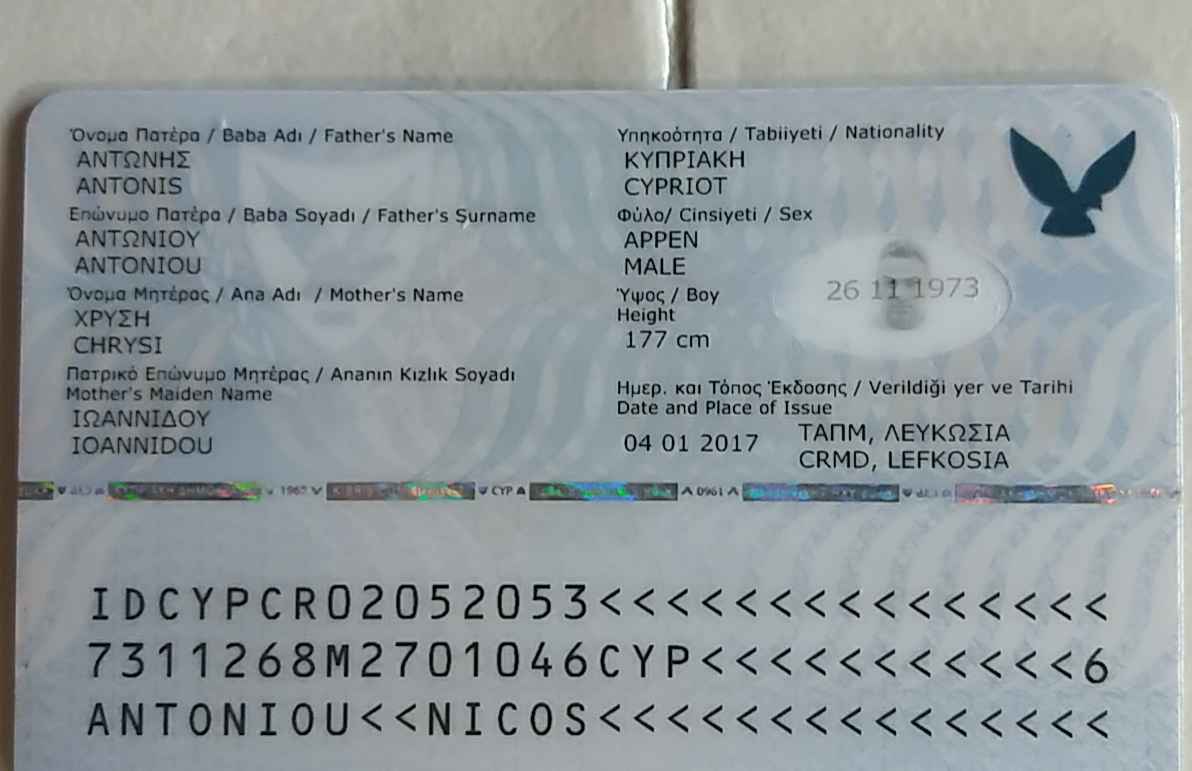 Όνομα Πατέρα / Baba Adı / Father's Name
ΑΝΤΩΝΗΣ
ANTONIS
Επώνυμο Πατέρα / Baba Soyadı / Father's Surname
ΑΝΤΩΝΙΟΥ
ANTONIOU
Όνομα Μητέρας / Ana Adı / Mother's Name
ΧΡΥΣΗ
CHRYSI
Πατρικό Επώνυμο Μητέρας / Ananın Kızlık Soyadı
Mother's Maiden Name
ΙΩΑΝΝΙΔΟΥ
IOANNIDOU
Υπηκοότητα / Tabiiyeti / Nationality
ΚΥΠΡΙΑΚΗ
CYPRIOT
Φύλο/ Cinsiyeti / Sex
ΑΡΡΕΝ
MALE
Ύψος / Boy
Height
177 cm
26 11 1973
Ημερ. και Τόπος Έκδοσης / Verildiği yer ve Tarihi
Date and Place of Issue
04 01 2017
ΤΑΠΜ, ΛΕΥΚΩΣΙΑ
CRMD, LEFKOSIA
CYP
IDCYPCR02052053<<<<<<<<<<<<<<<
7311268M2701046CYP<<<<<<<<<<<6
ANTONIOU<<NICOS<<<<<<<<<<<<<<<